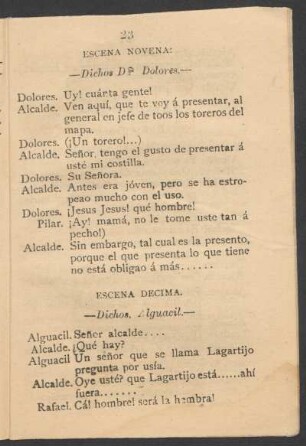 23
ESCENA NOVENA:
—Dichos Dª Dolores.—
Dolores. Uy! cuánta gente!
Alcalde. Ven aquí, que te voy á presentar, al
general en jefe de toos los toreros del
mapa.
Dolores. (¡Un torero!...)
Alcalde. Señor, tengo el gusto de presentar á
usté mi costilla.
Dolores. Su Señora.
Alcalde. Antes era jóven, pero se ha estro-
peao mucho con el uso.
Dolores. ¡Jesus Jesus! qué hombre!
Pilar. ¡Ay! mamá, no le tome uste tan á
pecho!)
Alcalde. Sin embargo, tal cual es la presento,
porque el que presenta lo que tiene
no está obligao á más......
ESCENA DECIMA.
—Dichos, Alguacil.—
Alguacil. Señor alcalde....
Alcalde. ¿Qué hay?
Alguacil Un señor que se llama Lagartijo
pregunta por usía.
Alcalde. Oye usté? que Lagartijo está......ahí
fuera.......
Rafael. Cá! hombre! será la hembra!